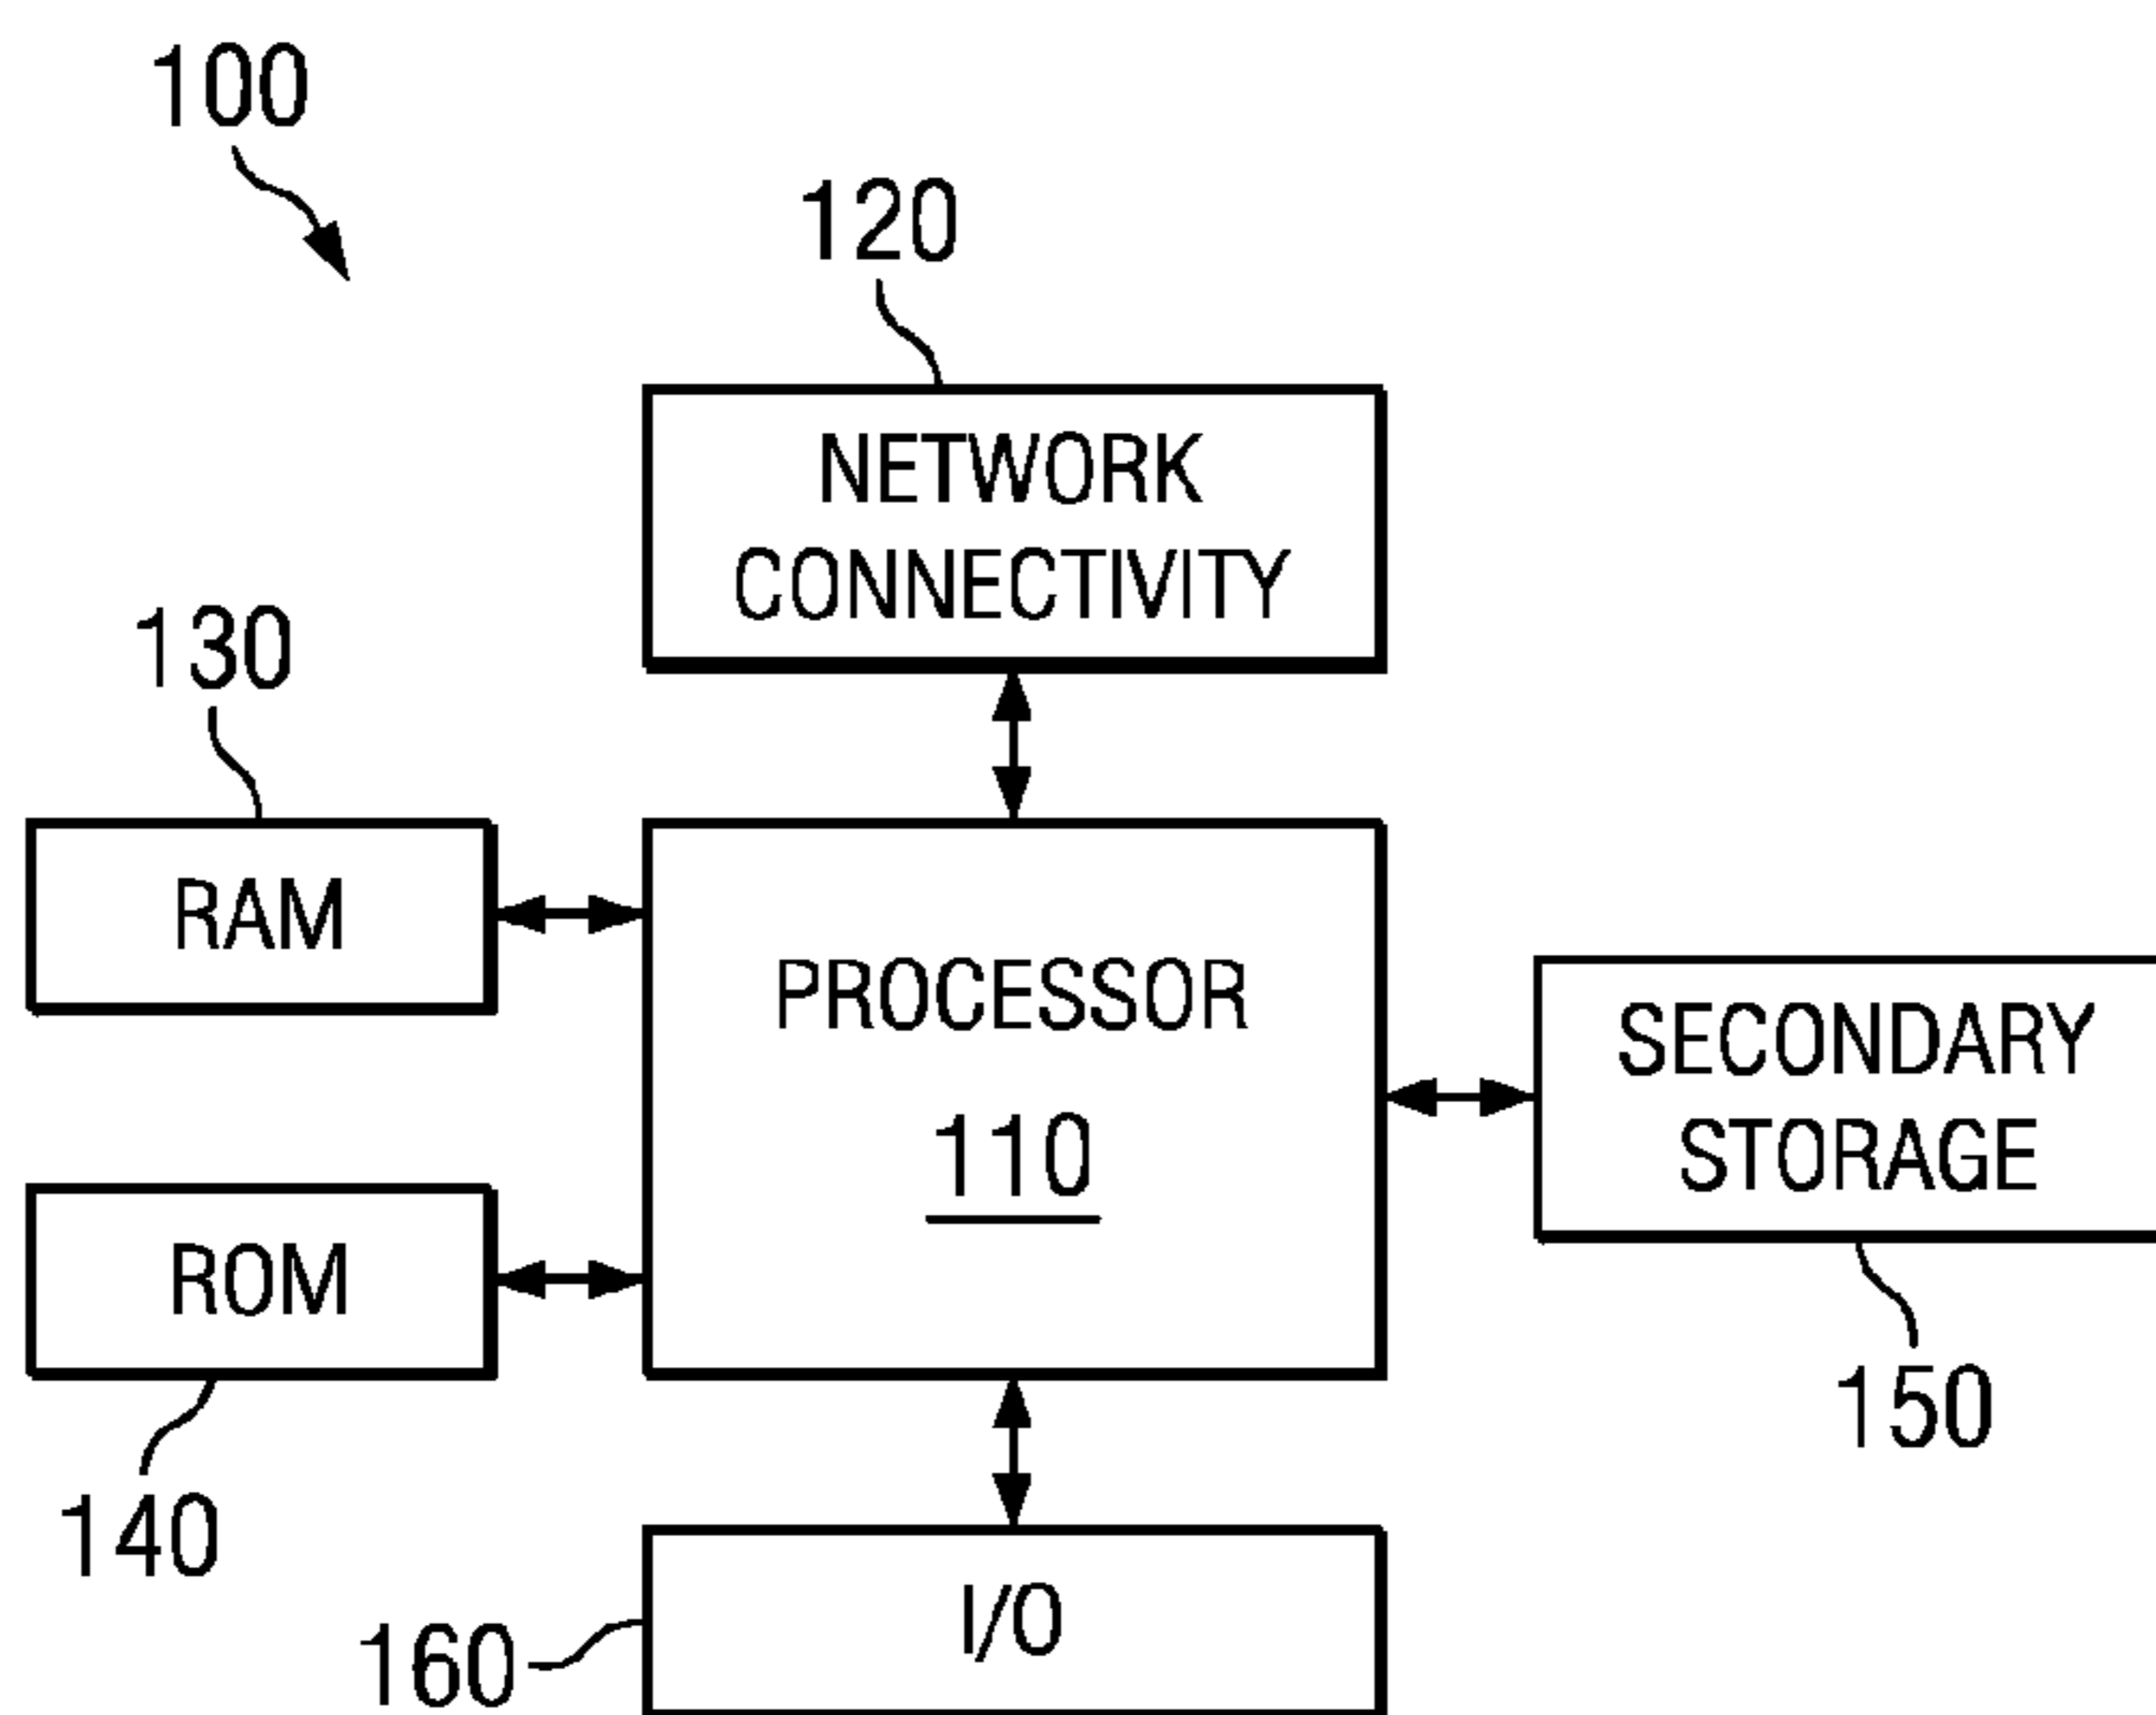 100
120
NETWORK
CONNECTIVITY
130
RAM
PROCESSOR
110
SECONDARY
STORAGE
150
ROM
140
I/O
160